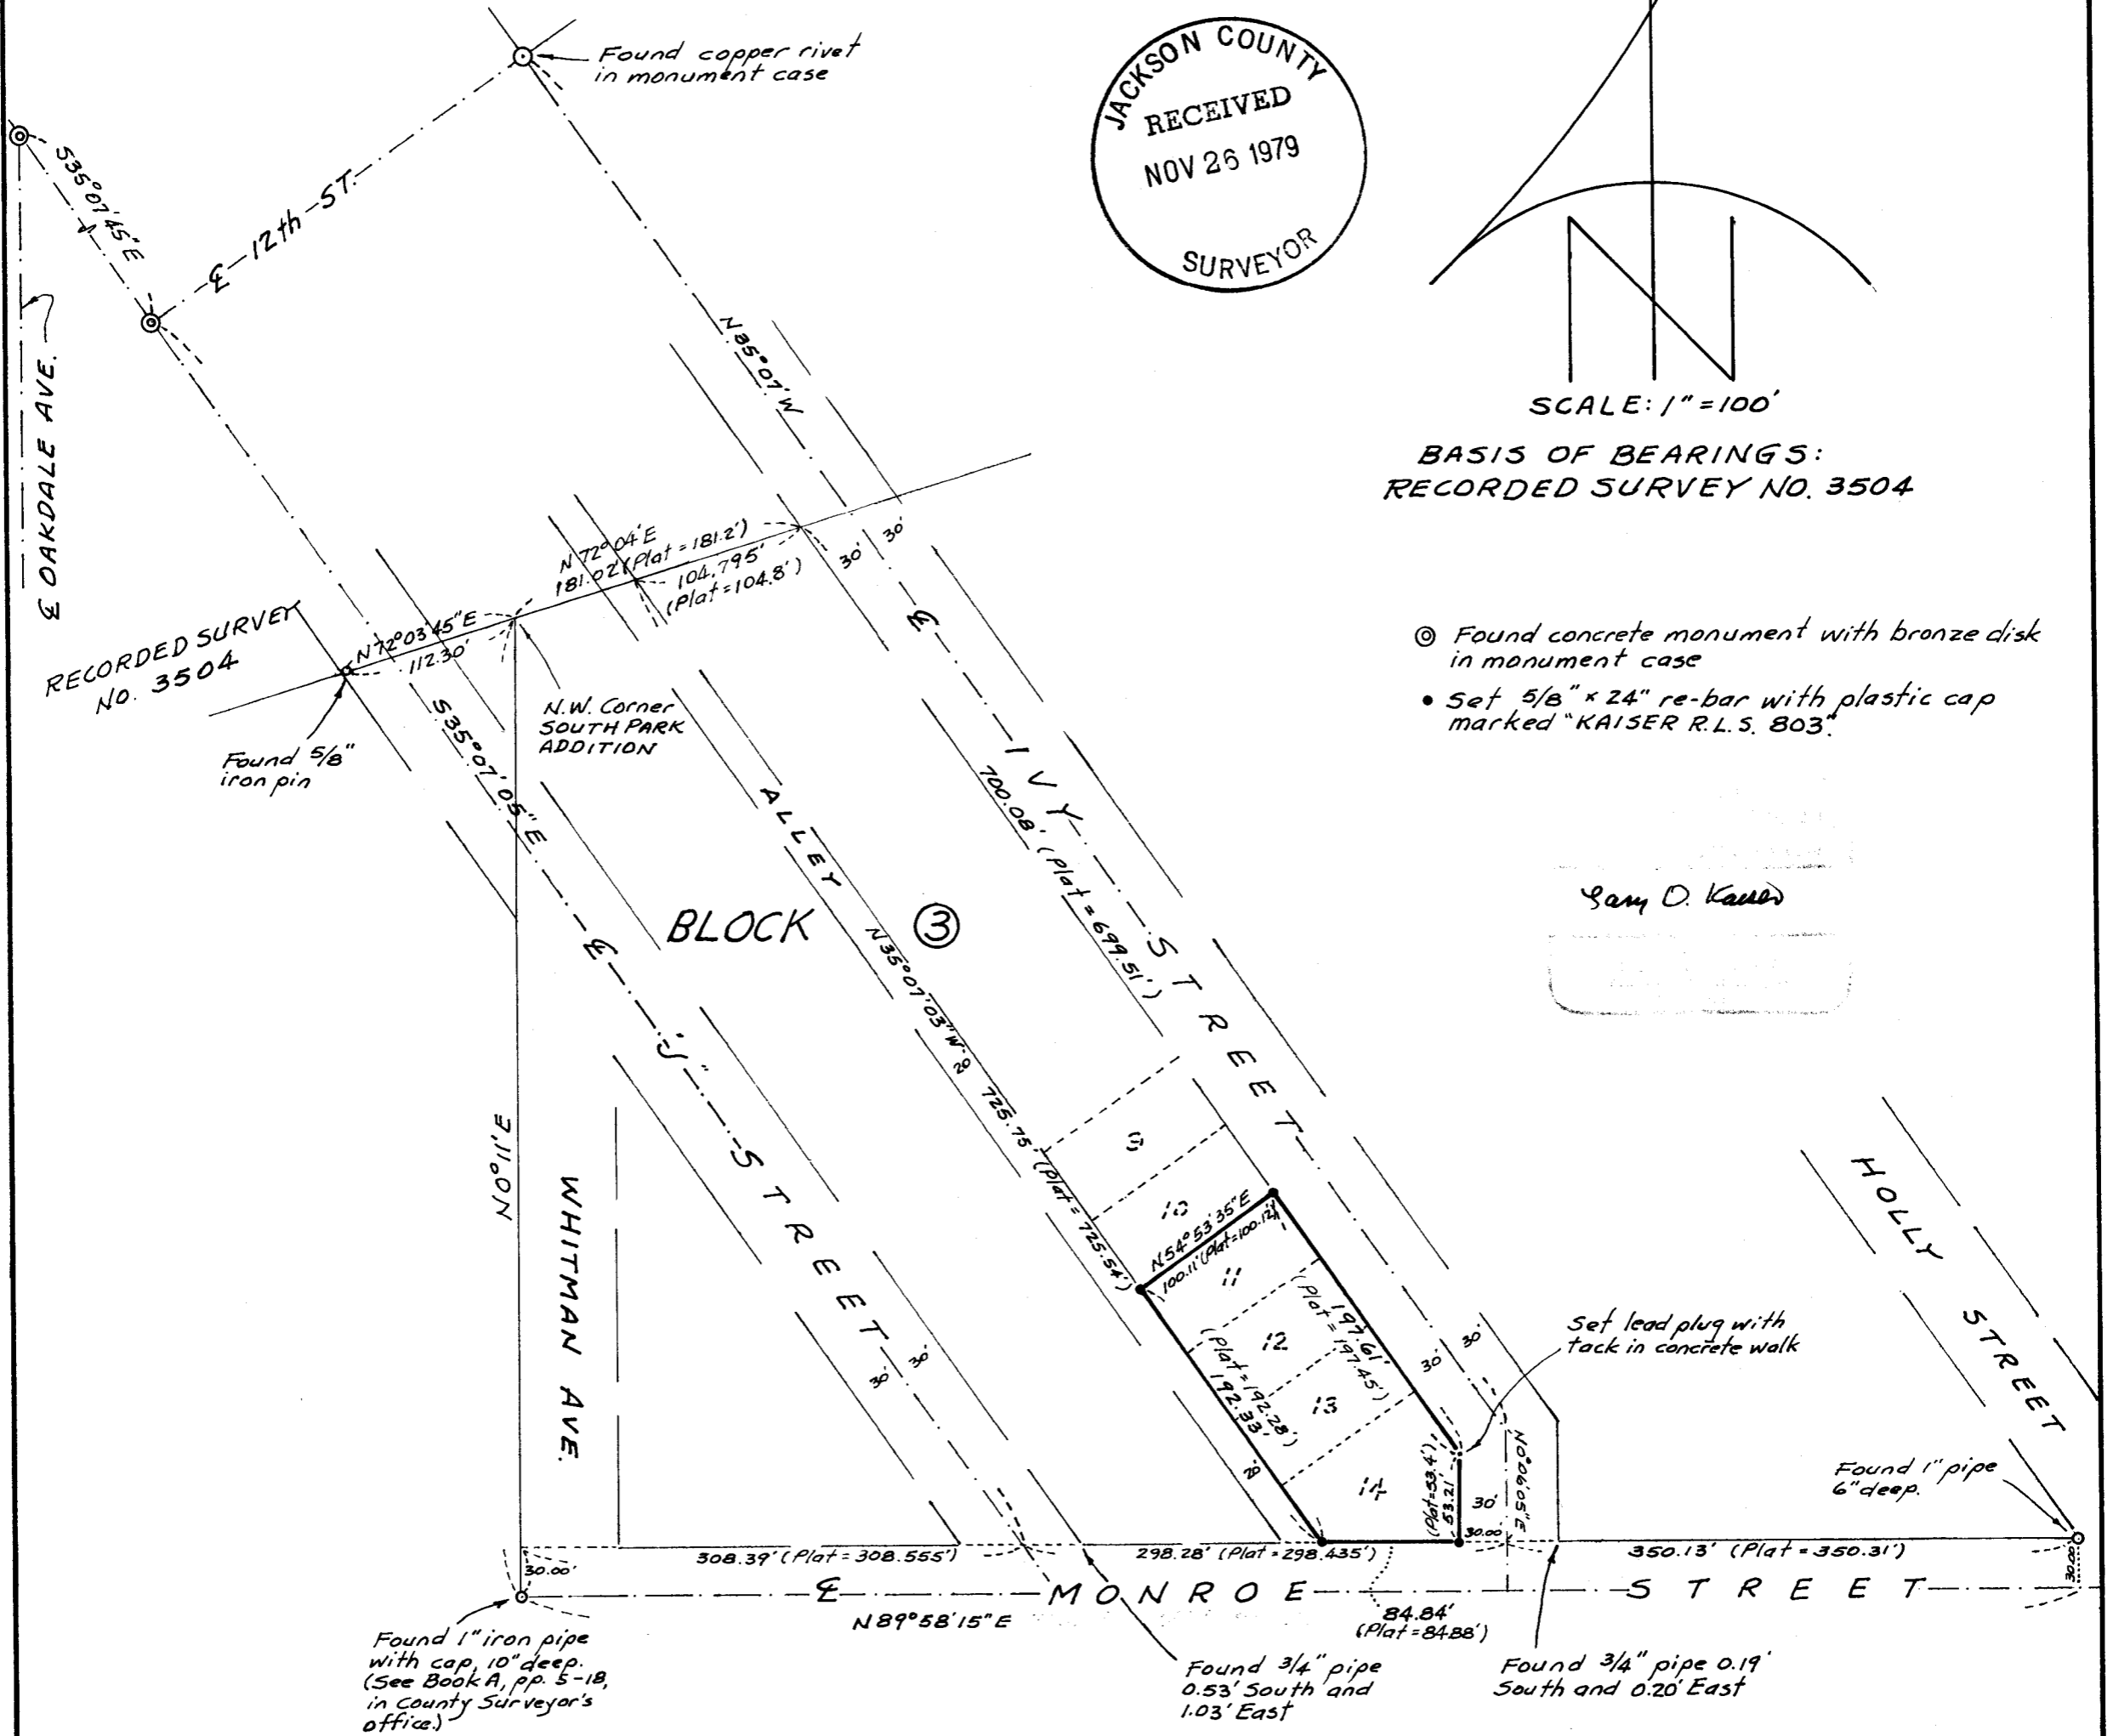 Found copper rivet
in monument case
JACKSON COUNTY
RECEIVED
NOV 26 1979
SURVEYOR
N
SCALE: 1"=100'
BASIS OF BEARINGS:
RECORDED SURVEY NO. 3504
S35°07'45"E
℄ 12th ST.
℄ OAKDALE AVE.
N35°07'W
N72°04'E
181.02' (Plat=181.2')
104.795'
(Plat=104.8')
30'
30'
N72°03'45"E
112.30'
RECORDED SURVEY
No. 3504
Found 5/8"
iron pin
N.W. Corner
SOUTH PARK
ADDITION
◎ Found concrete monument with bronze disk
in monument case
• Set 5/8" x 24" re-bar with plastic cap
marked "KAISER R.L.S. 803".
Gary D. Kaiser
S35°07'05"E
ALLEY
℄ IVY STREET
700.08' (Plat=699.51')
BLOCK 3
N35°07'03"W
20
725.75' (Plat=725.54')
℄ "J" STREET
30'
30'
N0°11'E
WHITMAN AVE.
9
10
N54°53'35"E
100.11' (Plat=100.12')
11
12
13
14
197.61'
(Plat=197.45')
(Plat=192.28')
192.33'
20
30'
30'
Set lead plug with
tack in concrete walk
(Plat=53.4')
53.21'
30'
30.00'
N0°06'05"E
HOLLY STREET
Found 1" pipe
6" deep.
30.00'
308.39' (Plat=308.555')
298.28' (Plat=298.435')
350.13' (Plat=350.31')
30.00'
℄ MONROE STREET
N89°58'15"E
84.84'
(Plat=84.88')
Found 1" iron pipe
with cap, 10" deep.
(See Book A, pp. 5-18,
in County Surveyor's
office.)
Found 3/4" pipe
0.53' South and
1.03' East
Found 3/4" pipe 0.19'
South and 0.20' East